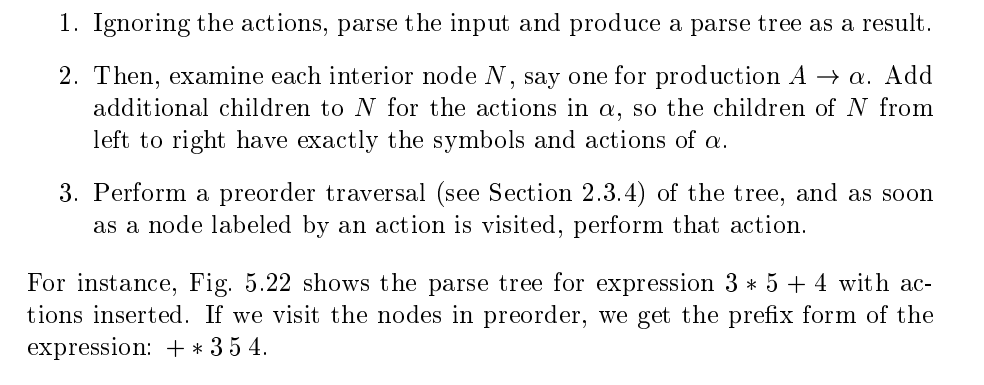 1. Ignoring the actions, parse the input and produce a parse tree as a result.
2. Then, examine each interior node N, say one for production A → α. Add
additional children to N for the actions in α, so the children of N from
left to right have exactly the symbols and actions of α.
3. Perform a preorder traversal (see Section 2.3.4) of the tree, and as soon
as a node labeled by an action is visited, perform that action.
For instance, Fig. 5.22 shows the parse tree for expression 3 * 5 + 4 with ac-
tions inserted. If we visit the nodes in preorder, we get the prefix form of the
expression: + * 3 5 4.